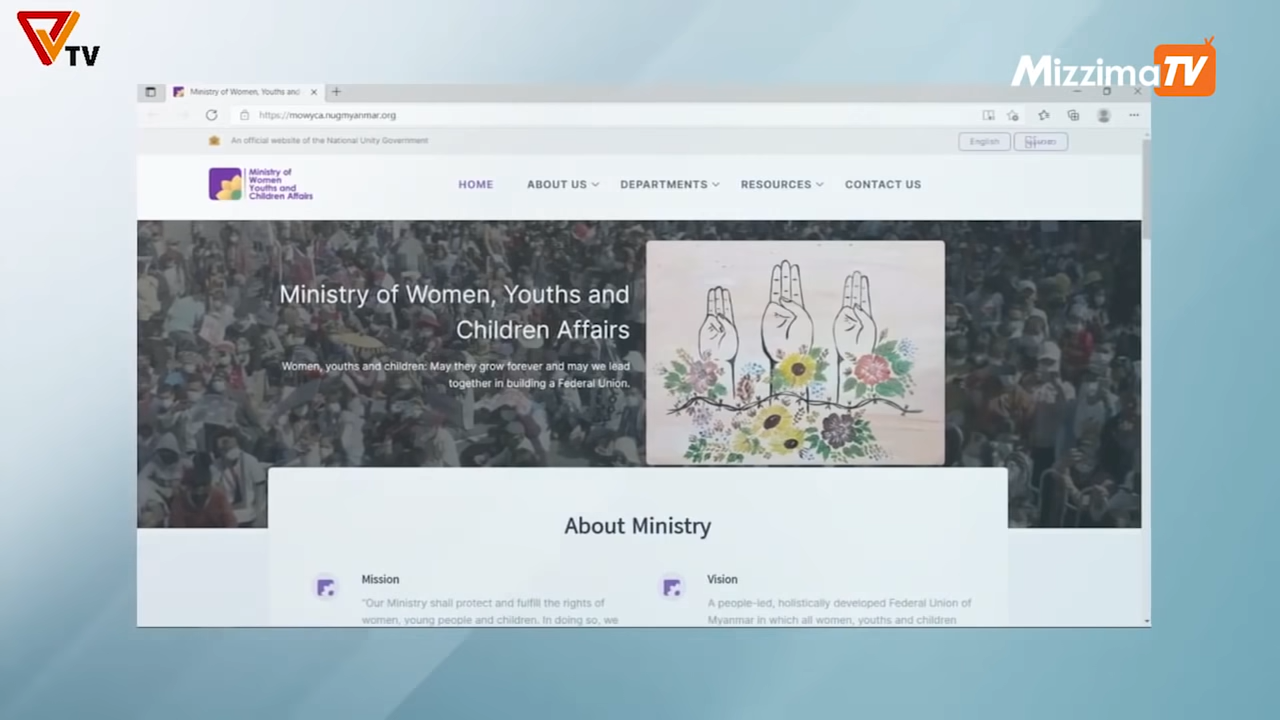 TV
MizzimaTV
Ministry of Women, Youths and
https://mowyca.nugmyanmar.org
An official website of the National Unity Government
English
Ministry of
Women
Youths and
Children Affairs
HOME
ABOUT US
DEPARTMENTS
RESOURCES
CONTACT US
Ministry of Women, Youths and
Children Affairs
Women, youths and children: May they grow forever and may we lead
together in building a Federal Union.
About Ministry
Mission
"Our Ministry shall protect and fulfill the rights of
women, young people and children. In doing so, we
Vision
A people-led, holistically developed Federal Union of
Myanmar in which all women, youths and children